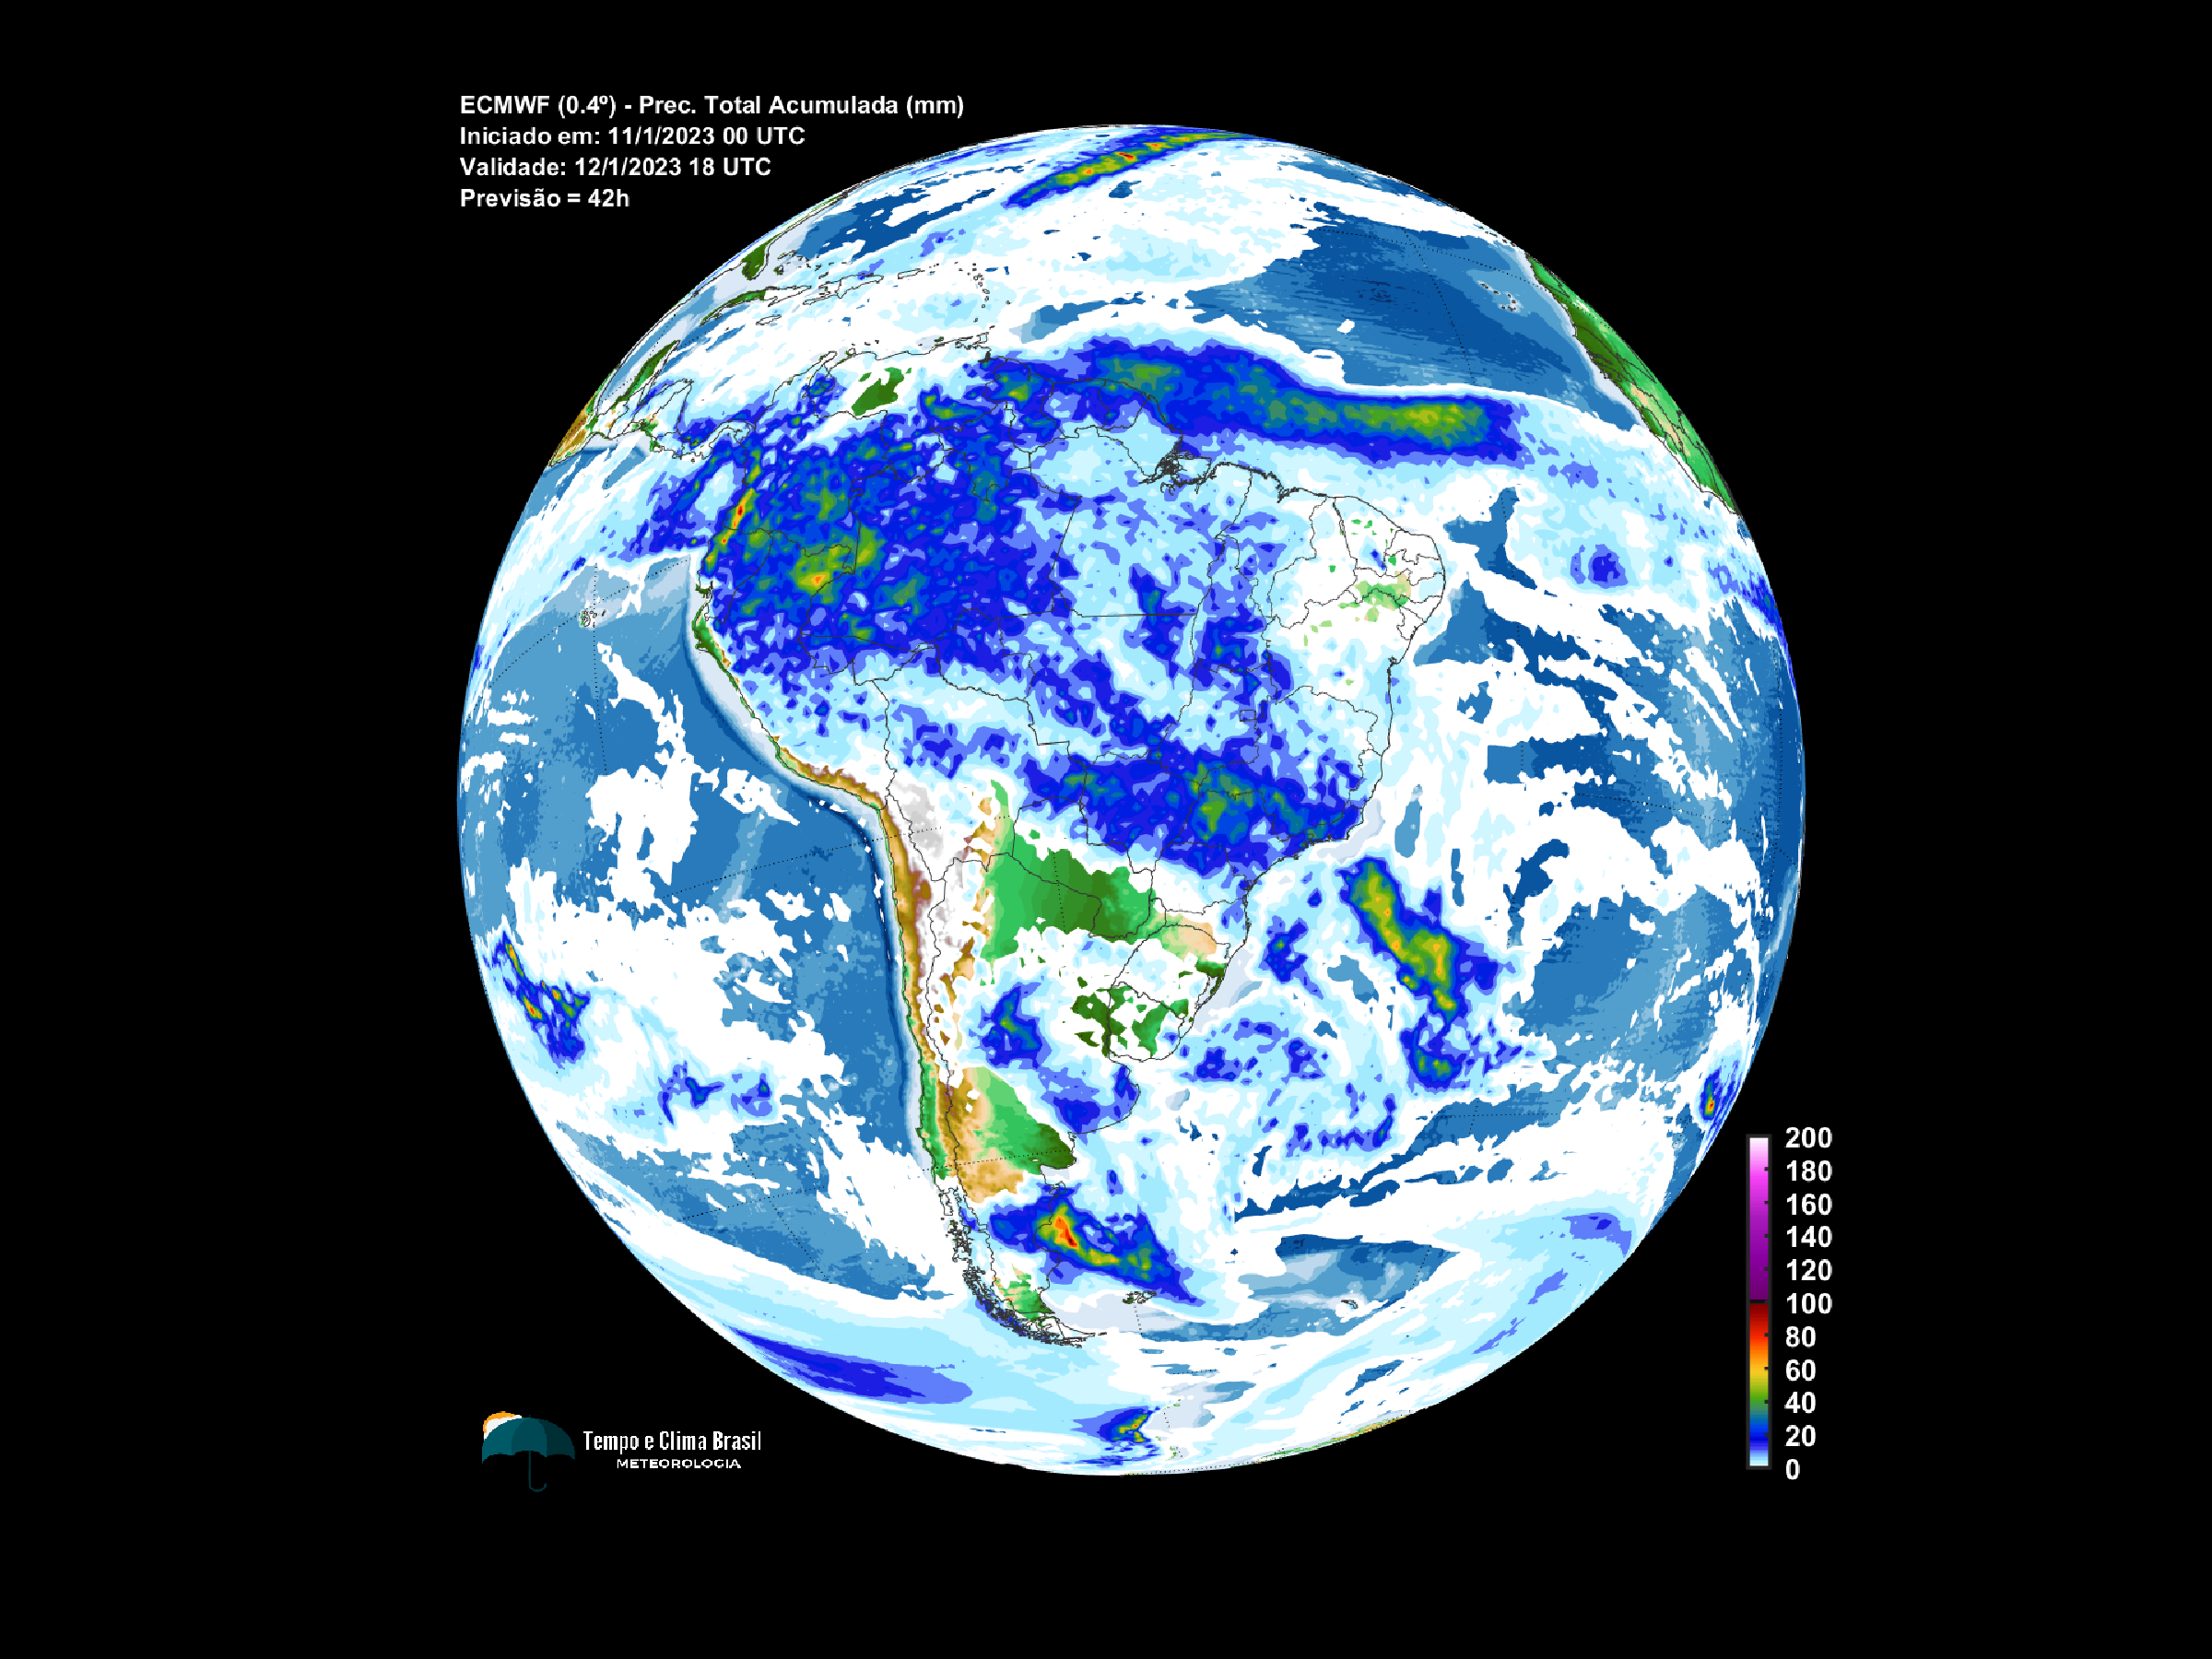 ECMWF (0.4º) - Prec. Total Acumulada (mm)
Iniciado em: 11/1/2023 00 UTC
Validade: 12/1/2023 18 UTC
Previsão = 42h
200
180
160
140
120
100
80
60
40
20
0
Tempo e Clima Brasil
METEOROLOGIA